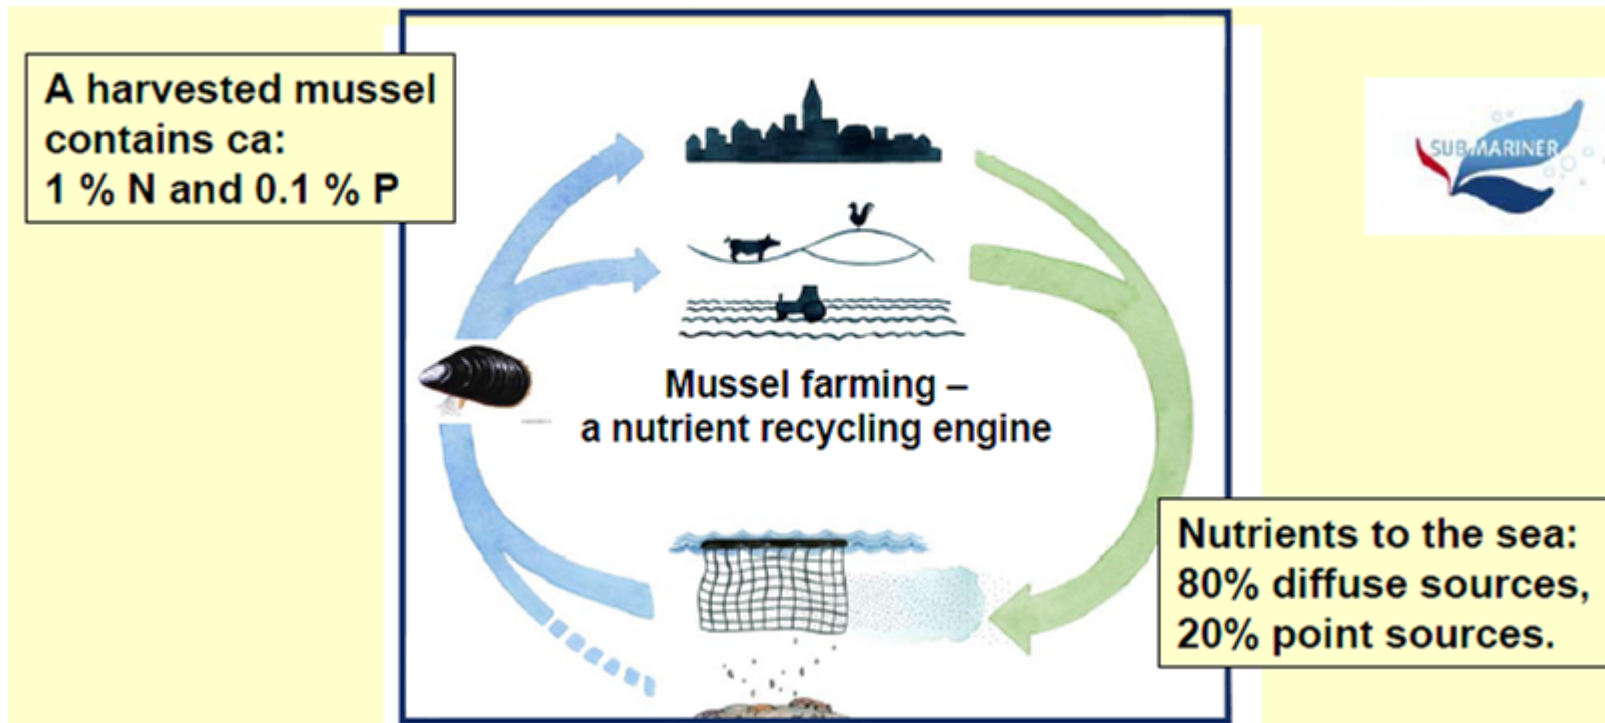 A harvested mussel
contains ca:
1 % N and 0.1 % P
SUBMARINER
Mussel farming –
a nutrient recycling engine
Nutrients to the sea:
80% diffuse sources,
20% point sources.